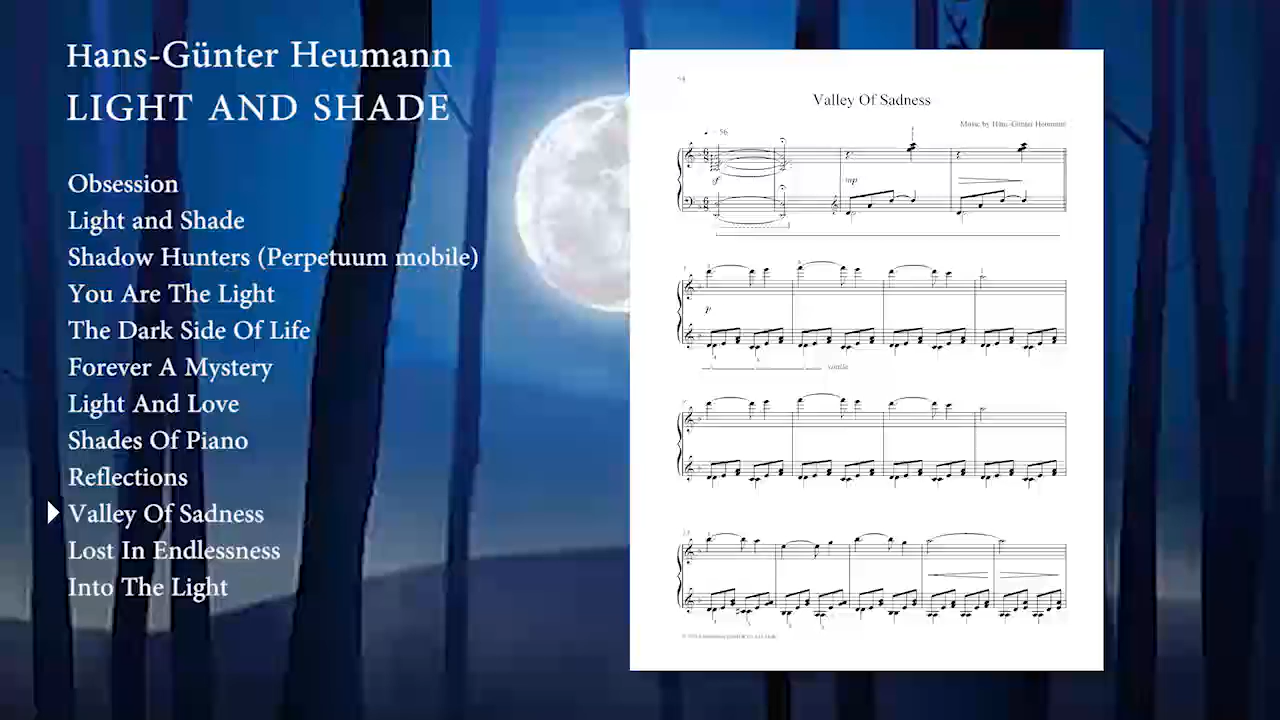 Hans-Günter Heumann
LIGHT AND SHADE
Obsession
Light and Shade
Shadow Hunters (Perpetuum mobile)
You Are The Light
The Dark Side Of Life
Forever A Mystery
Light And Love
Shades Of Piano
Reflections
Valley Of Sadness
Lost In Endlessness
Into The Light
Valley Of Sadness
Music by Hans-Günter Heumann
= 56
f
mp
p
simile